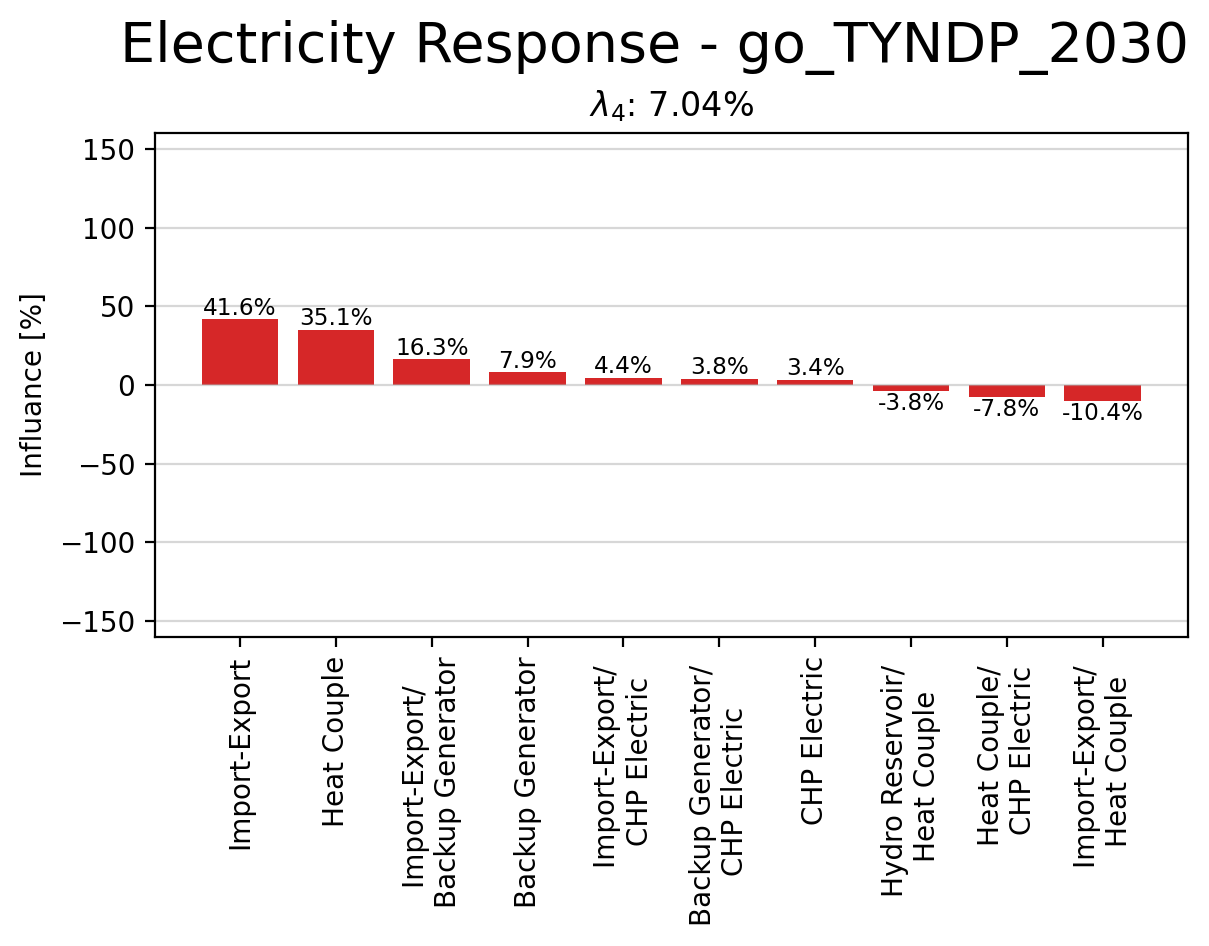 Electricity Response - go_TYNDP_2030
λ4: 7.04%
Influance [%]
150
100
50
0
−50
−100
−150
41.6%
35.1%
16.3%
7.9%
4.4%
3.8%
3.4%
-3.8%
-7.8%
-10.4%
Import-Export
Heat Couple
Import-Export/
Backup Generator
Backup Generator
Import-Export/
CHP Electric
Backup Generator/
CHP Electric
CHP Electric
Hydro Reservoir/
Heat Couple
Heat Couple/
CHP Electric
Import-Export/
Heat Couple